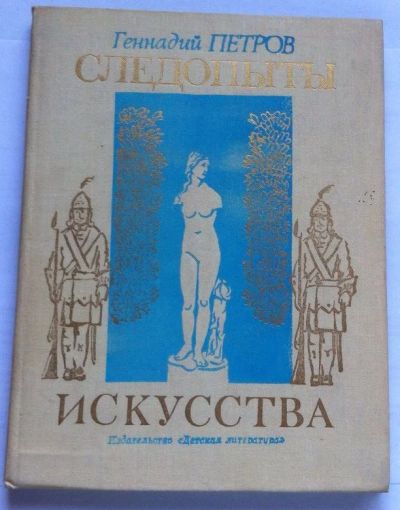 Геннадий ПЕТРОВ
СЛЕДОПЫТЫ
ИСКУССТВА
Издательство «Детская литература»